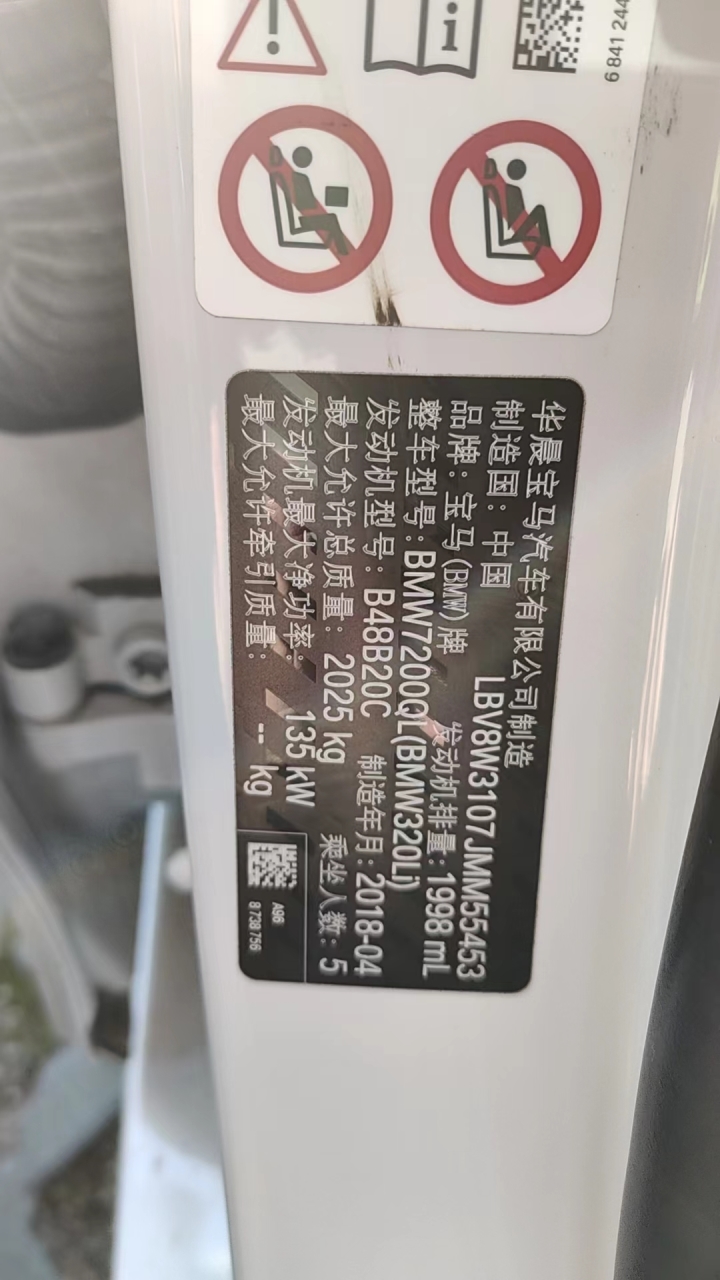 6 841 244
华晨宝马汽车有限公司制造
制造国：中国 LBV8W3107JMM55453
品牌：宝马(BMW)牌 发动机排量：1998 mL
整车型号：BMW7200QL(BMW320Li)
发动机型号：B48B20C 制造年月：2018-04
最大允许总质量：2025 kg 乘坐人数：5
发动机最大净功率：135 kW
最大允许牵引质量：-- kg
A96
8 738 756